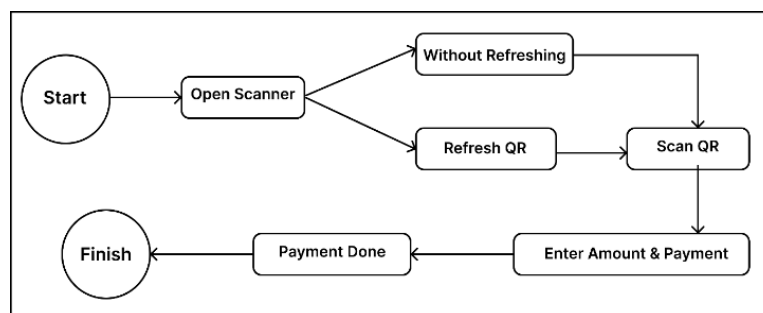 Without Refreshing
Start
Open Scanner
Refresh QR
Scan QR
Finish
Payment Done
Enter Amount & Payment